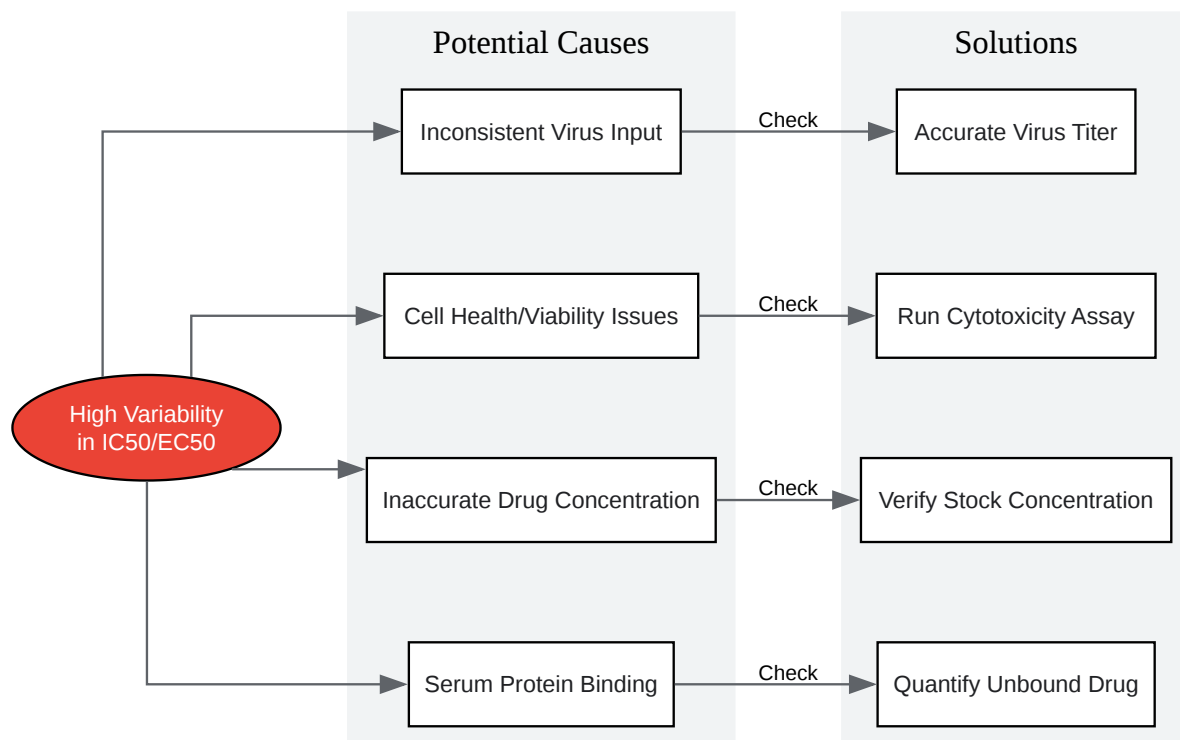 Potential Causes
Solutions
Inconsistent Virus Input
Check
Accurate Virus Titer
Cell Health/Viability Issues
Check
Run Cytotoxicity Assay
High Variability
in IC50/EC50
Inaccurate Drug Concentration
Check
Verify Stock Concentration
Serum Protein Binding
Check
Quantify Unbound Drug